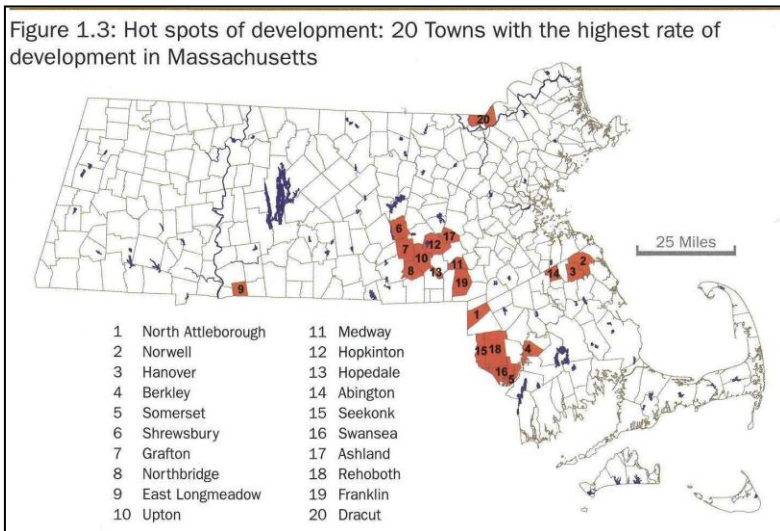 Figure 1.3: Hot spots of development: 20 Towns with the highest rate of
development in Massachusetts
20
6
17
7
12
10
11
8
13
19
9
25 Miles
2
14
3
1
15 18
4
16
5
1 North Attleborough
2 Norwell
3 Hanover
4 Berkley
5 Somerset
6 Shrewsbury
7 Grafton
8 Northbridge
9 East Longmeadow
10 Upton
11 Medway
12 Hopkinton
13 Hopedale
14 Abington
15 Seekonk
16 Swansea
17 Ashland
18 Rehoboth
19 Franklin
20 Dracut